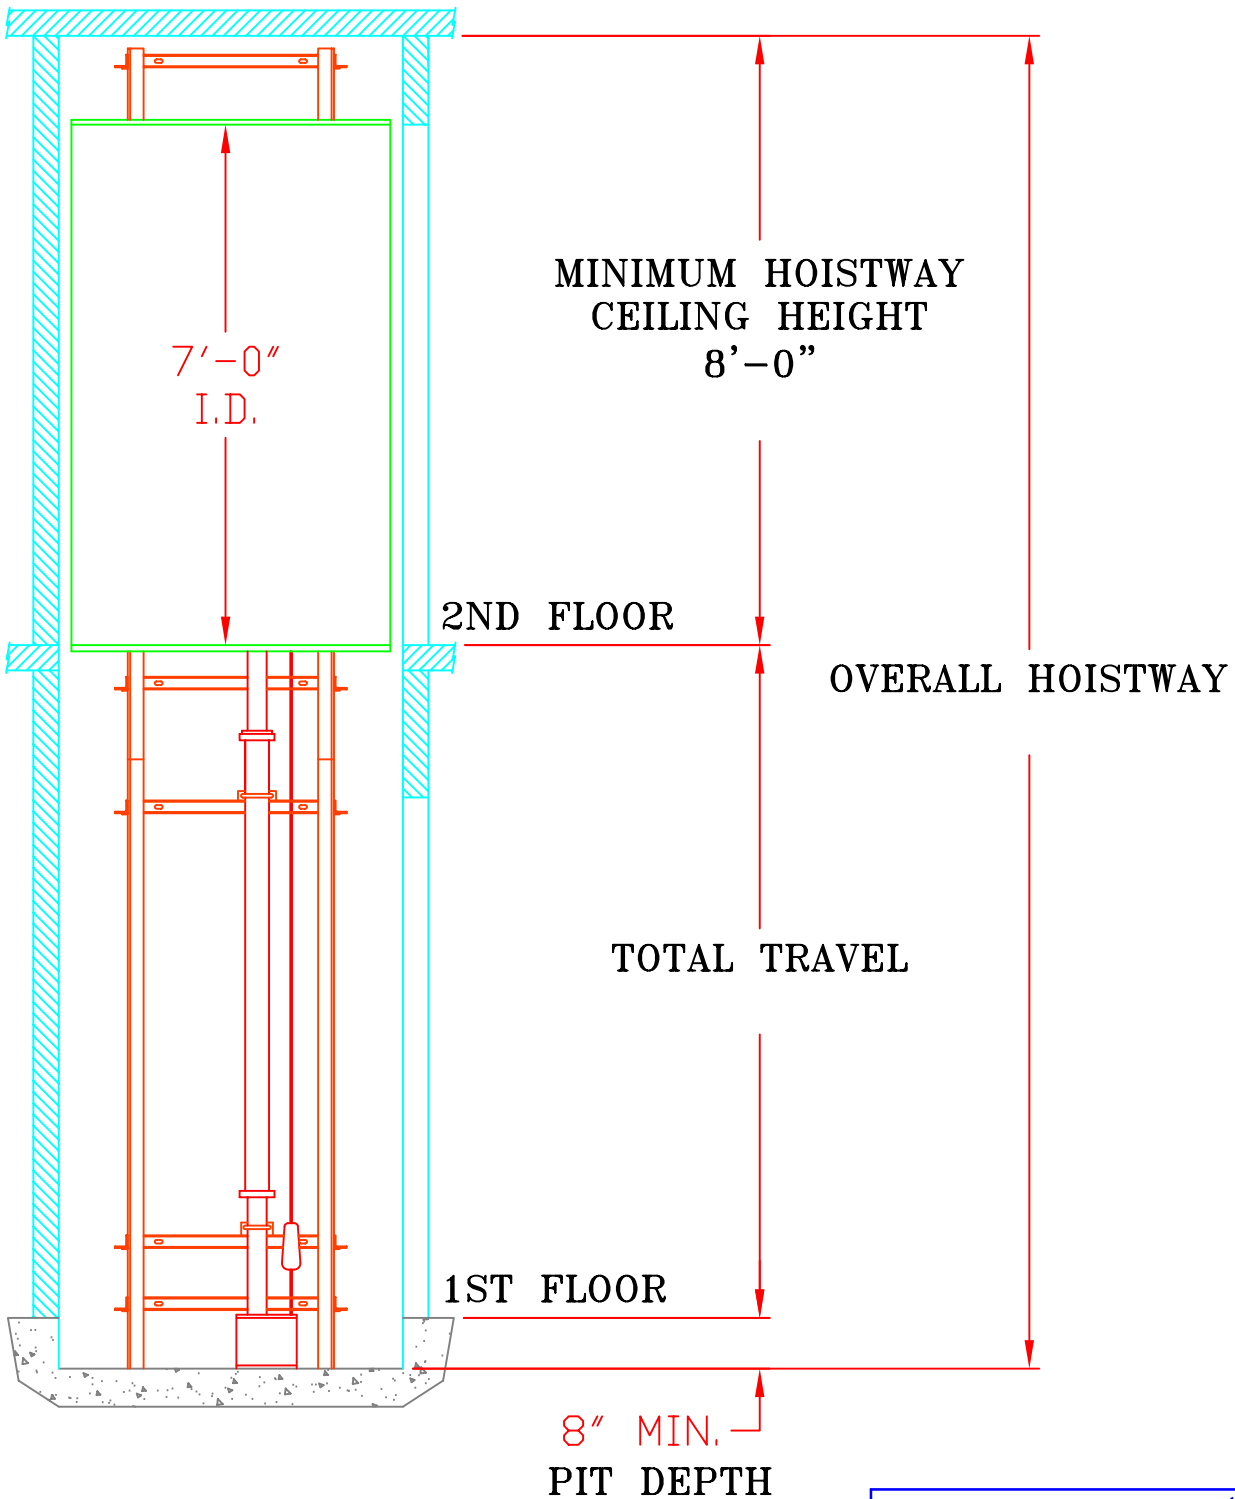 MINIMUM HOISTWAY
CEILING HEIGHT
8'-0"
7'-0"
I.D.
2ND FLOOR
OVERALL HOISTWAY
TOTAL TRAVEL
1ST FLOOR
8" MIN.
PIT DEPTH